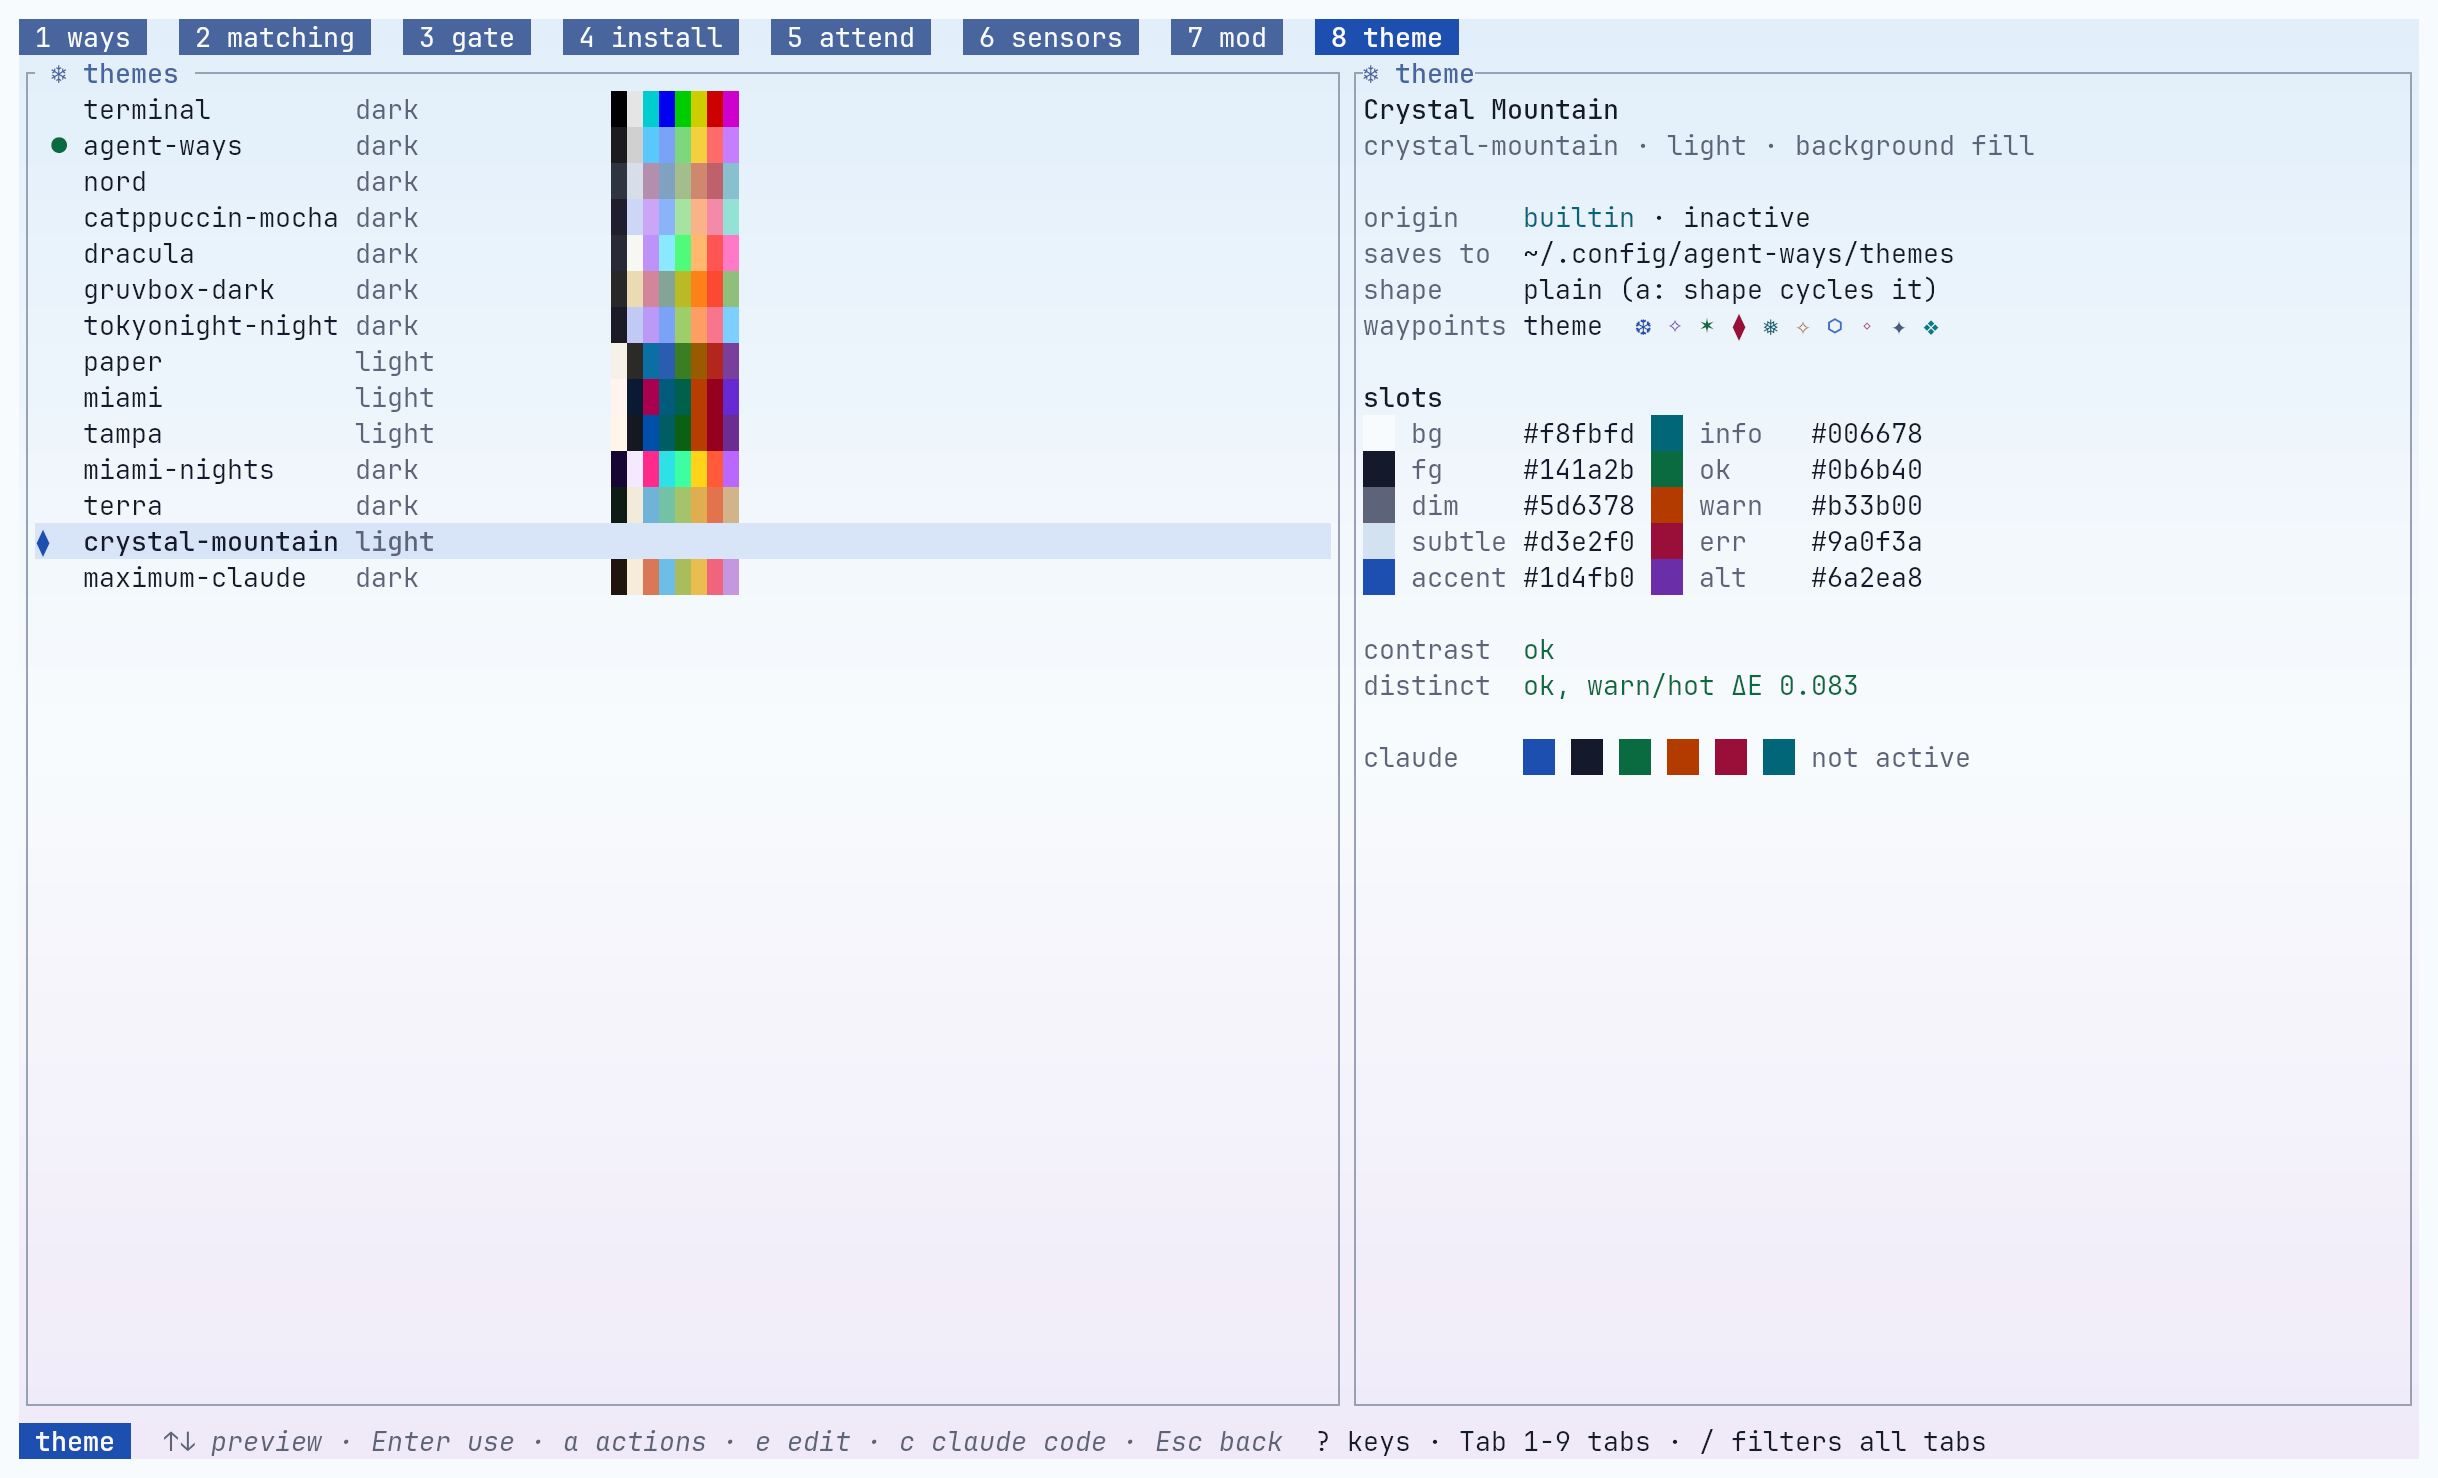 1 ways 2 matching 3 gate 4 install 5 attend 6 sensors 7 mod 8 theme
❄ themes
terminal dark
● agent-ways dark
nord dark
catppuccin-mocha dark
dracula dark
gruvbox-dark dark
tokyonight-night dark
paper light
miami light
tampa light
miami-nights dark
terra dark
♦ crystal-mountain light
maximum-claude dark
❄ theme
Crystal Mountain
crystal-mountain · light · background fill
origin builtin · inactive
saves to ~/.config/agent-ways/themes
shape plain (a: shape cycles it)
waypoints theme ❆ ✧ ✶ ♦ ❅ ✧ ⬡ ⋄ ✦ ❖
slots
bg #f8fbfd info #006678
fg #141a2b ok #0b6b40
dim #5d6378 warn #b33b00
subtle #d3e2f0 err #9a0f3a
accent #1d4fb0 alt #6a2ea8
contrast ok
distinct ok, warn/hot ΔE 0.083
claude not active
theme ↑↓ preview · Enter use · a actions · e edit · c claude code · Esc back ? keys · Tab 1-9 tabs · / filters all tabs